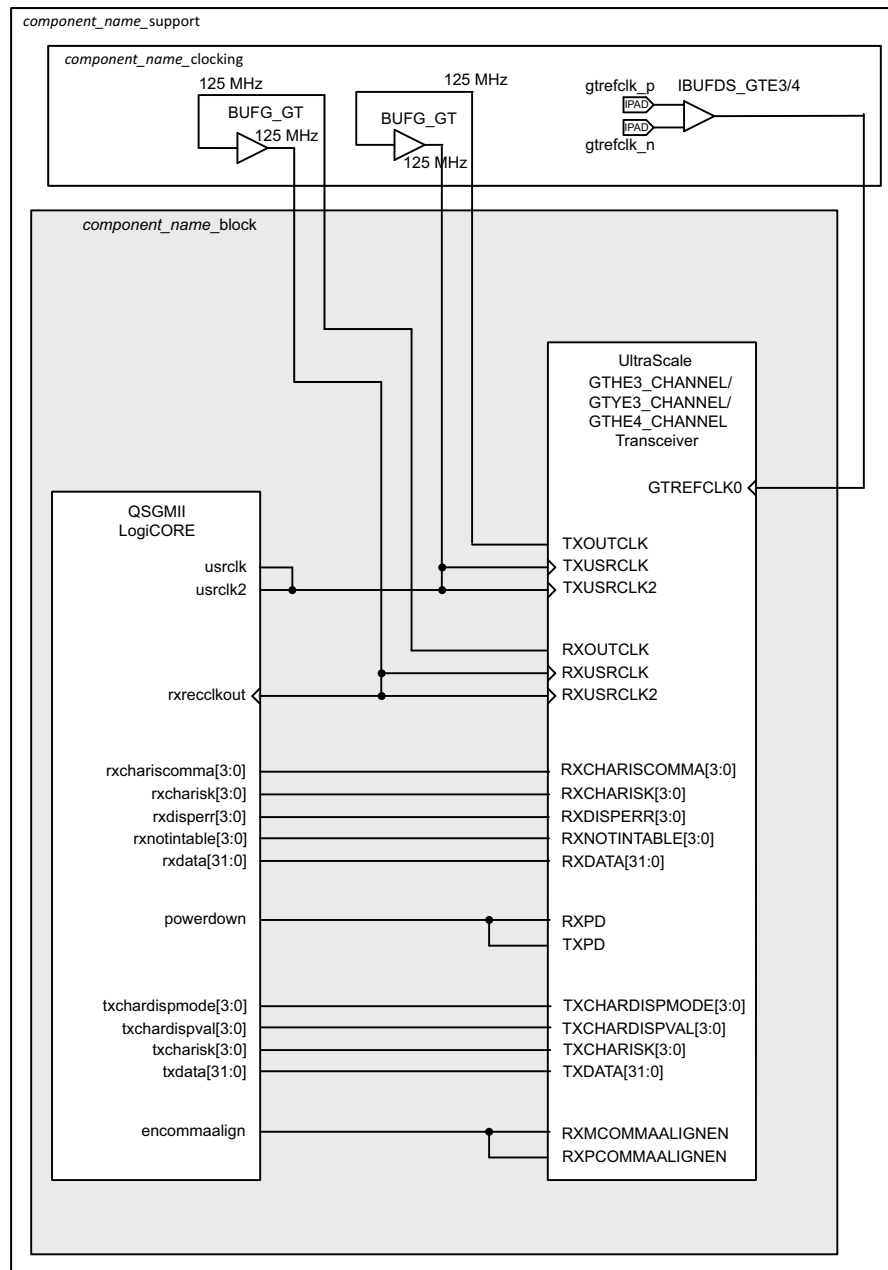 component_name_support
component_name_clocking
125 MHz
BUFG_GT
125 MHz
125 MHz
BUFG_GT
125 MHz
gtrefclk_p
IPAD
IPAD
gtrefclk_n
IBUFDS_GTE3/4
component_name_block
UltraScale
GTHE3_CHANNEL/
GTYE3_CHANNEL/
GTHE4_CHANNEL
Transceiver
GTREFCLK0
QSGMII
LogiCORE
usrclk
usrclk2
rxrecclkout
rxchariscomma[3:0]
rxcharisk[3:0]
rxdisperr[3:0]
rxnotintable[3:0]
rxdata[31:0]
powerdown
txchardispmode[3:0]
txchardispval[3:0]
txcharisk[3:0]
txdata[31:0]
encommaalign
TXOUTCLK
TXUSRCLK
TXUSRCLK2
RXOUTCLK
RXUSRCLK
RXUSRCLK2
RXCHARISCOMMA[3:0]
RXCHARISK[3:0]
RXDISPERR[3:0]
RXNOTINTABLE[3:0]
RXDATA[31:0]
RXPD
TXPD
TXCHARDISPMODE[3:0]
TXCHARDISPVAL[3:0]
TXCHARISK[3:0]
TXDATA[31:0]
RXMCOMMAALIGNEN
RXPCOMMAALIGNEN